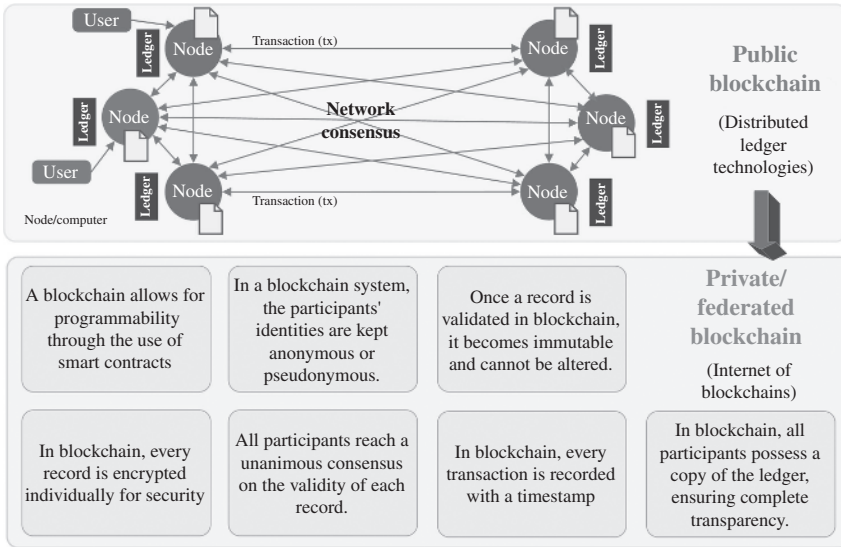 User
Node
Ledger
Transaction (tx)
Node
Ledger
Public
blockchain
(Distributed
ledger
technologies)
Node
Ledger
Network
consensus
Node
Ledger
User
Node
Ledger
Transaction (tx)
Node
Ledger
Node/computer
A blockchain allows for
programmability
through the use of
smart contracts
In a blockchain system,
the participants'
identities are kept
anonymous or
pseudonymous.
Once a record is
validated in blockchain,
it becomes immutable
and cannot be altered.
Private/
federated
blockchain
(Internet of
blockchains)
In blockchain, every
record is encrypted
individually for security
All participants reach a
unanimous consensus
on the validity of each
record.
In blockchain, every
transaction is recorded
with a timestamp
In blockchain, all
participants possess a
copy of the ledger,
ensuring complete
transparency.